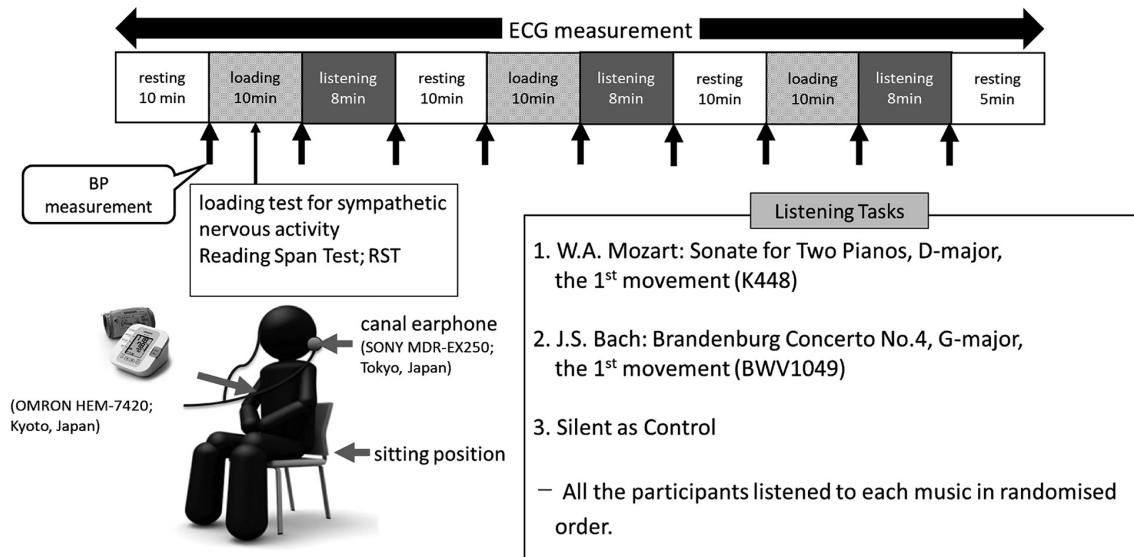 ECG measurement
resting
10 min
loading
10min
listening
8min
resting
10min
loading
10min
listening
8min
resting
10min
loading
10min
listening
8min
resting
5min
BP
measurement
loading test for sympathetic
nervous activity
Reading Span Test; RST
canal earphone
(SONY MDR-EX250;
Tokyo, Japan)
(OMRON HEM-7420;
Kyoto, Japan)
sitting position
Listening Tasks
1. W.A. Mozart: Sonate for Two Pianos, D-major,
the 1st movement (K448)
2. J.S. Bach: Brandenburg Concerto No.4, G-major,
the 1st movement (BWV1049)
3. Silent as Control
– All the participants listened to each music in randomised
order.